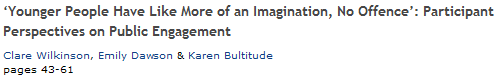 ‘Younger People Have Like More of an Imagination, No Offence’: Participant
Perspectives on Public Engagement
Clare Wilkinson, Emily Dawson & Karen Bultitude
pages 43-61